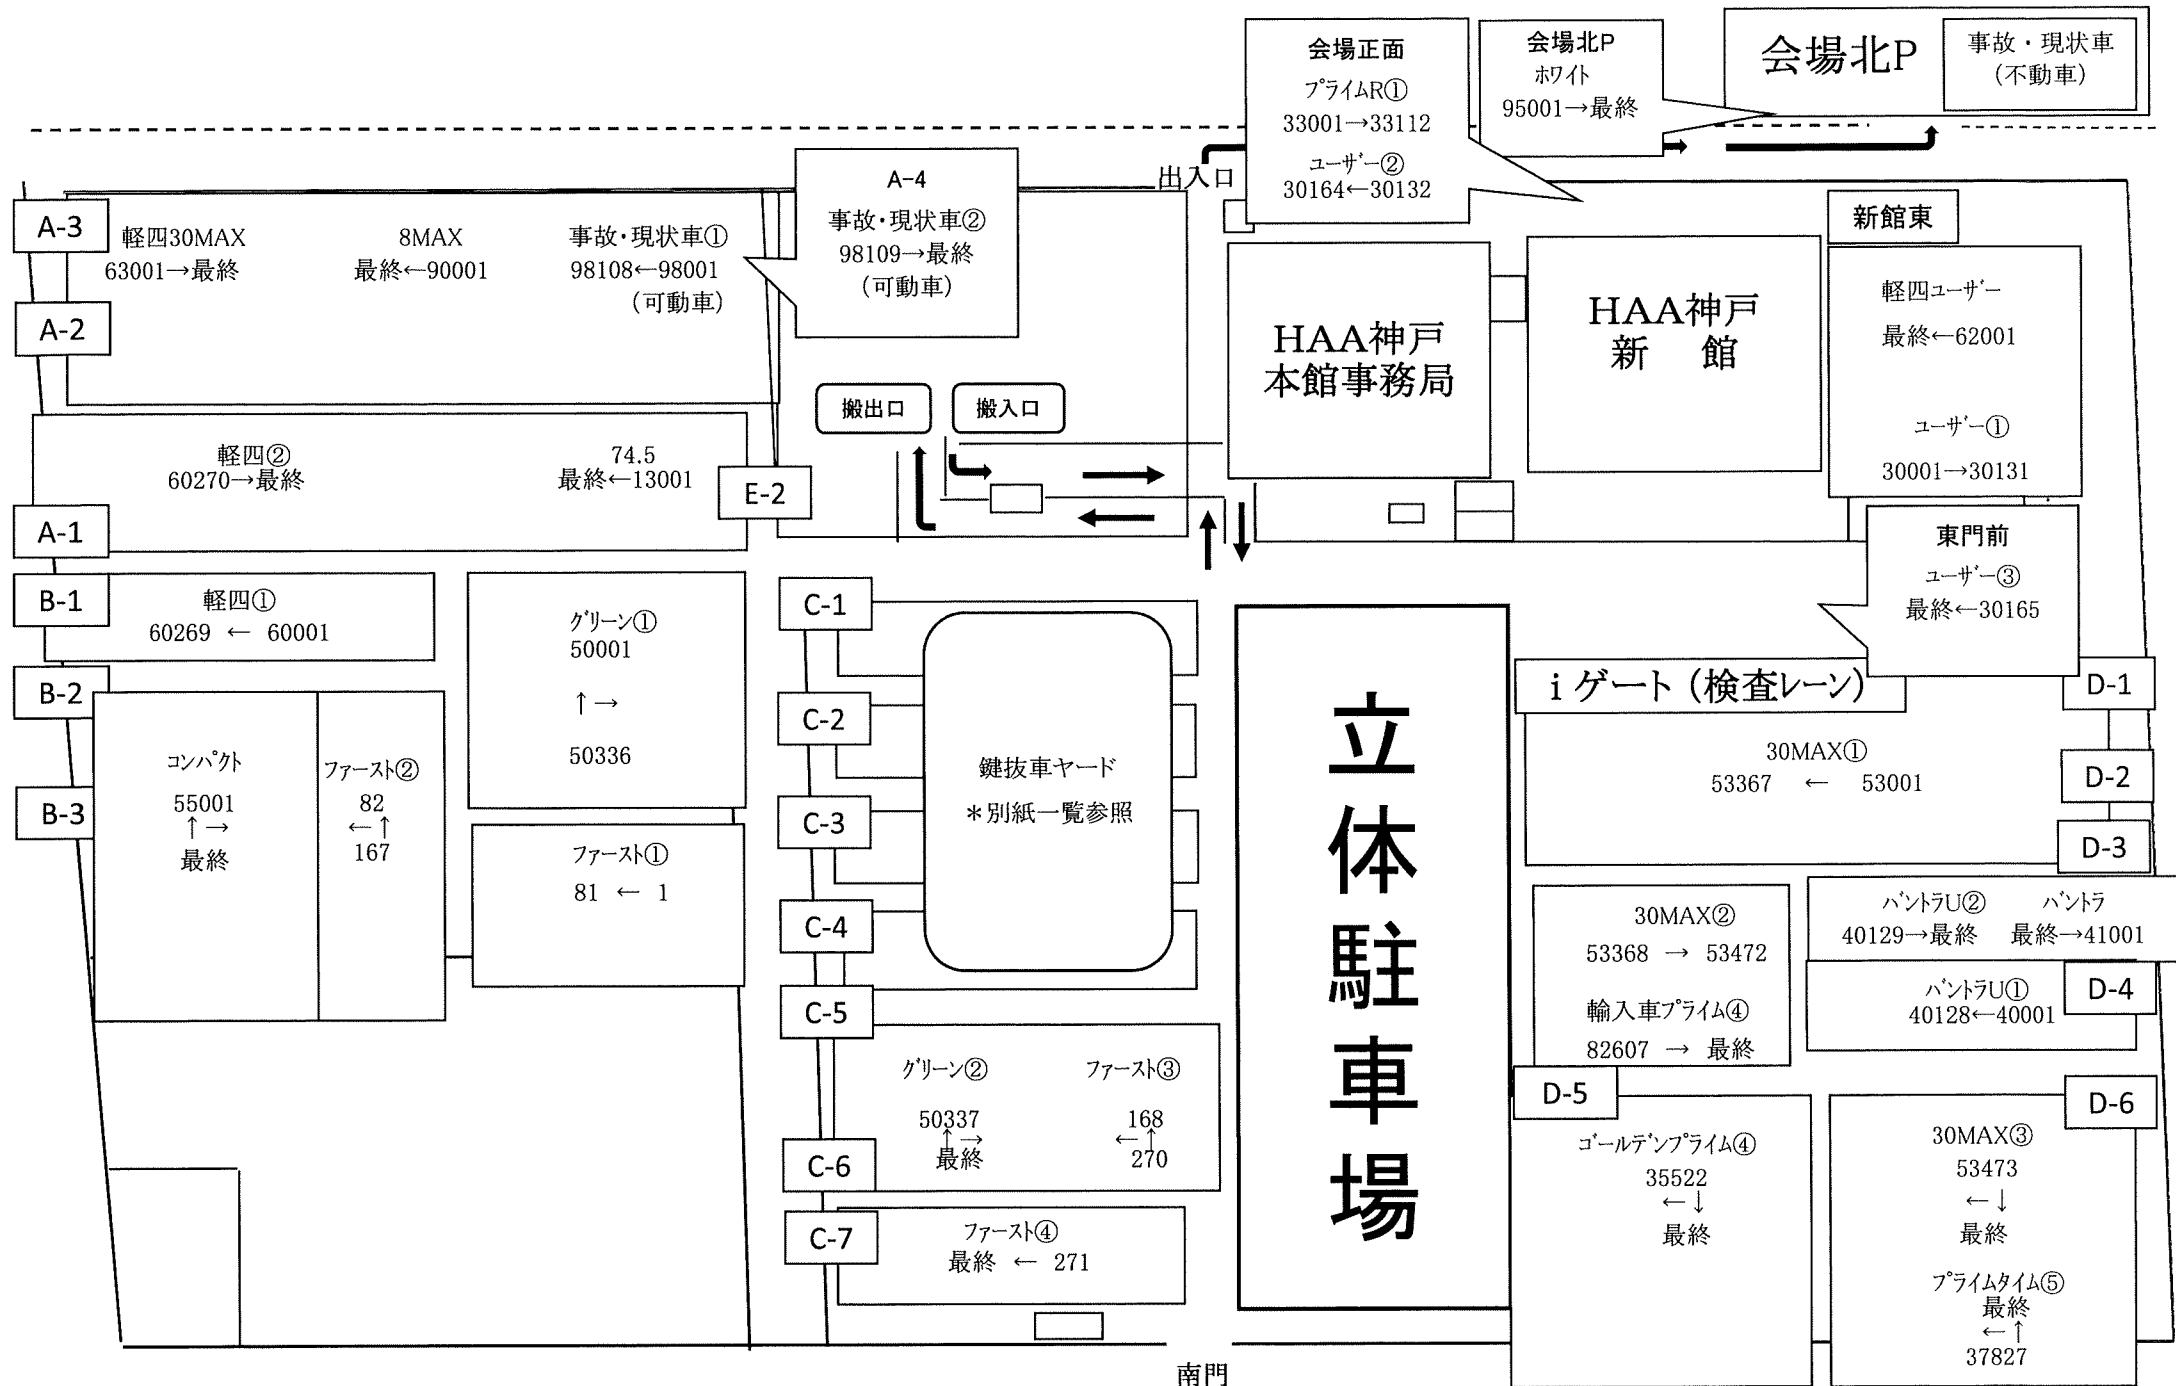 会場正面
プライムR①
33001→33112
ユーザー②
30164←30132
会場北P
ホワイト
95001→最終
会場北P
事故・現状車
(不動車)
出入口
A-3
軽四30MAX
63001→最終
8MAX
最終←90001
事故・現状車①
98108←98001
(可動車)
A-4
事故・現状車②
98109→最終
(可動車)
A-2
HAA神戸
本館事務局
HAA神戸
新 館
新館東
軽四ユーザー
最終←62001
ユーザー①
30001→30131
搬出口
搬入口
軽四②
60270→最終
74.5
最終←13001
E-2
A-1
東門前
ユーザー③
最終←30165
B-1
軽四①
60269 ← 60001
グリーン①
50001
↑→
50336
B-2
コンパクト
55001
↑→
最終
ファースト②
82
←↑
167
B-3
ファースト①
81 ← 1
C-1
C-2
C-3
C-4
C-5
鍵抜車ヤード
*別紙一覧参照
グリーン②
50337
↑→
最終
ファースト③
168
←↑
270
C-6
C-7
ファースト④
最終 ← 271
立体駐車場
i ゲート (検査レーン)
D-1
30MAX①
53367 ← 53001
D-2
D-3
30MAX②
53368 → 53472
輸入車プライム④
82607 → 最終
バントラU②
40129→最終
バントラ
最終→41001
バントラU①
40128←40001
D-4
D-5
ゴールデンプライム④
35522
←↓
最終
D-6
30MAX③
53473
←↓
最終
プライムタイム⑤
最終
←↑
37827
南門